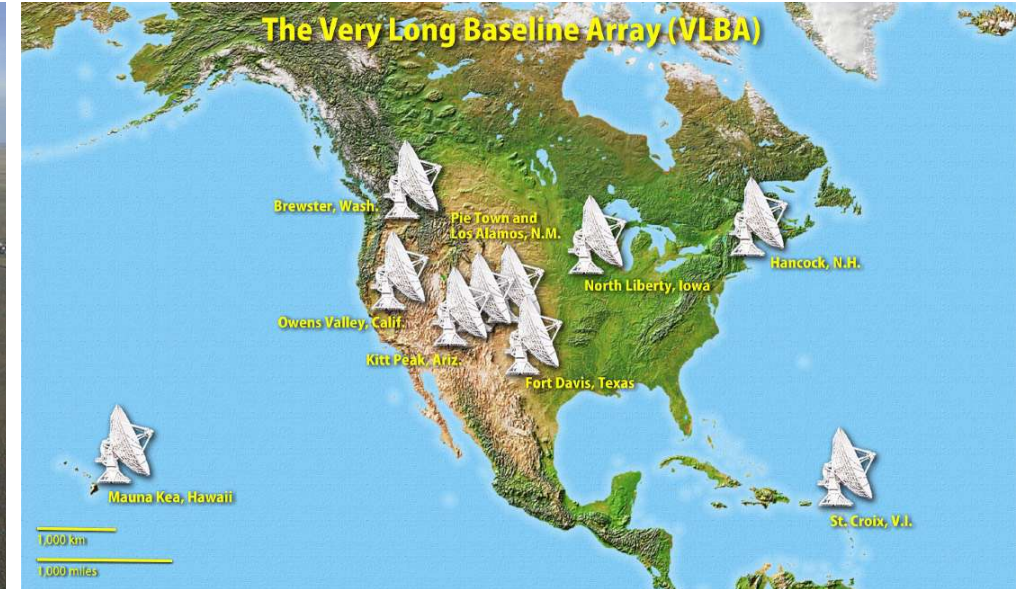 The Very Long Baseline Array (VLBA)
Brewster, Wash.
Pie Town and
Los Alamos, N.M.
Hancock, N.H.
North Liberty, Iowa
Owens Valley, Calif.
Kitt Peak, Ariz.
Fort Davis, Texas
Mauna Kea, Hawaii
St. Croix, V.I.
1,000 km
1,000 miles